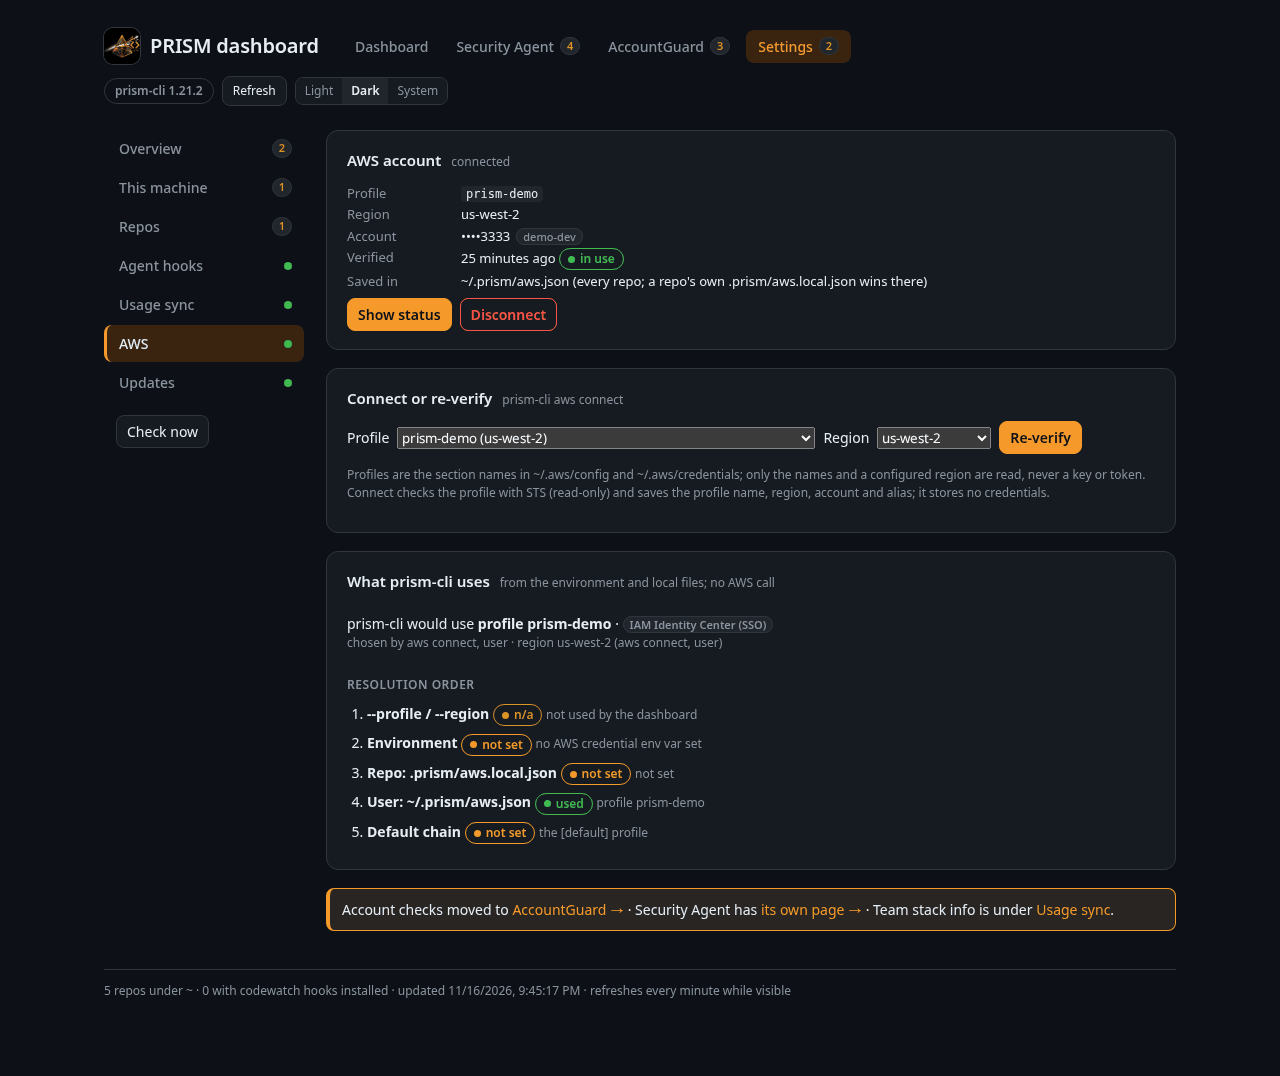 PRISM dashboard
Dashboard
Security Agent 4
AccountGuard 3
Settings 2
prism-cli 1.21.2
Refresh
Light
Dark
System
Overview 2
This machine 1
Repos 1
Agent hooks
Usage sync
AWS
Updates
Check now
AWS account connected
Profile prism-demo
Region us-west-2
Account ••••3333 demo-dev
Verified 25 minutes ago in use
Saved in ~/.prism/aws.json (every repo; a repo's own .prism/aws.local.json wins there)
Show status
Disconnect
Connect or re-verify prism-cli aws connect
Profile prism-demo (us-west-2) Region us-west-2 Re-verify
Profiles are the section names in ~/.aws/config and ~/.aws/credentials; only the names and a configured region are read, never a key or token.
Connect checks the profile with STS (read-only) and saves the profile name, region, account and alias; it stores no credentials.
What prism-cli uses from the environment and local files; no AWS call
prism-cli would use profile prism-demo · IAM Identity Center (SSO)
chosen by aws connect, user · region us-west-2 (aws connect, user)
RESOLUTION ORDER
1. --profile / --region n/a not used by the dashboard
2. Environment not set no AWS credential env var set
3. Repo: .prism/aws.local.json not set not set
4. User: ~/.prism/aws.json used profile prism-demo
5. Default chain not set the [default] profile
Account checks moved to AccountGuard → · Security Agent has its own page → · Team stack info is under Usage sync.
5 repos under ~ · 0 with codewatch hooks installed · updated 11/16/2026, 9:45:17 PM · refreshes every minute while visible